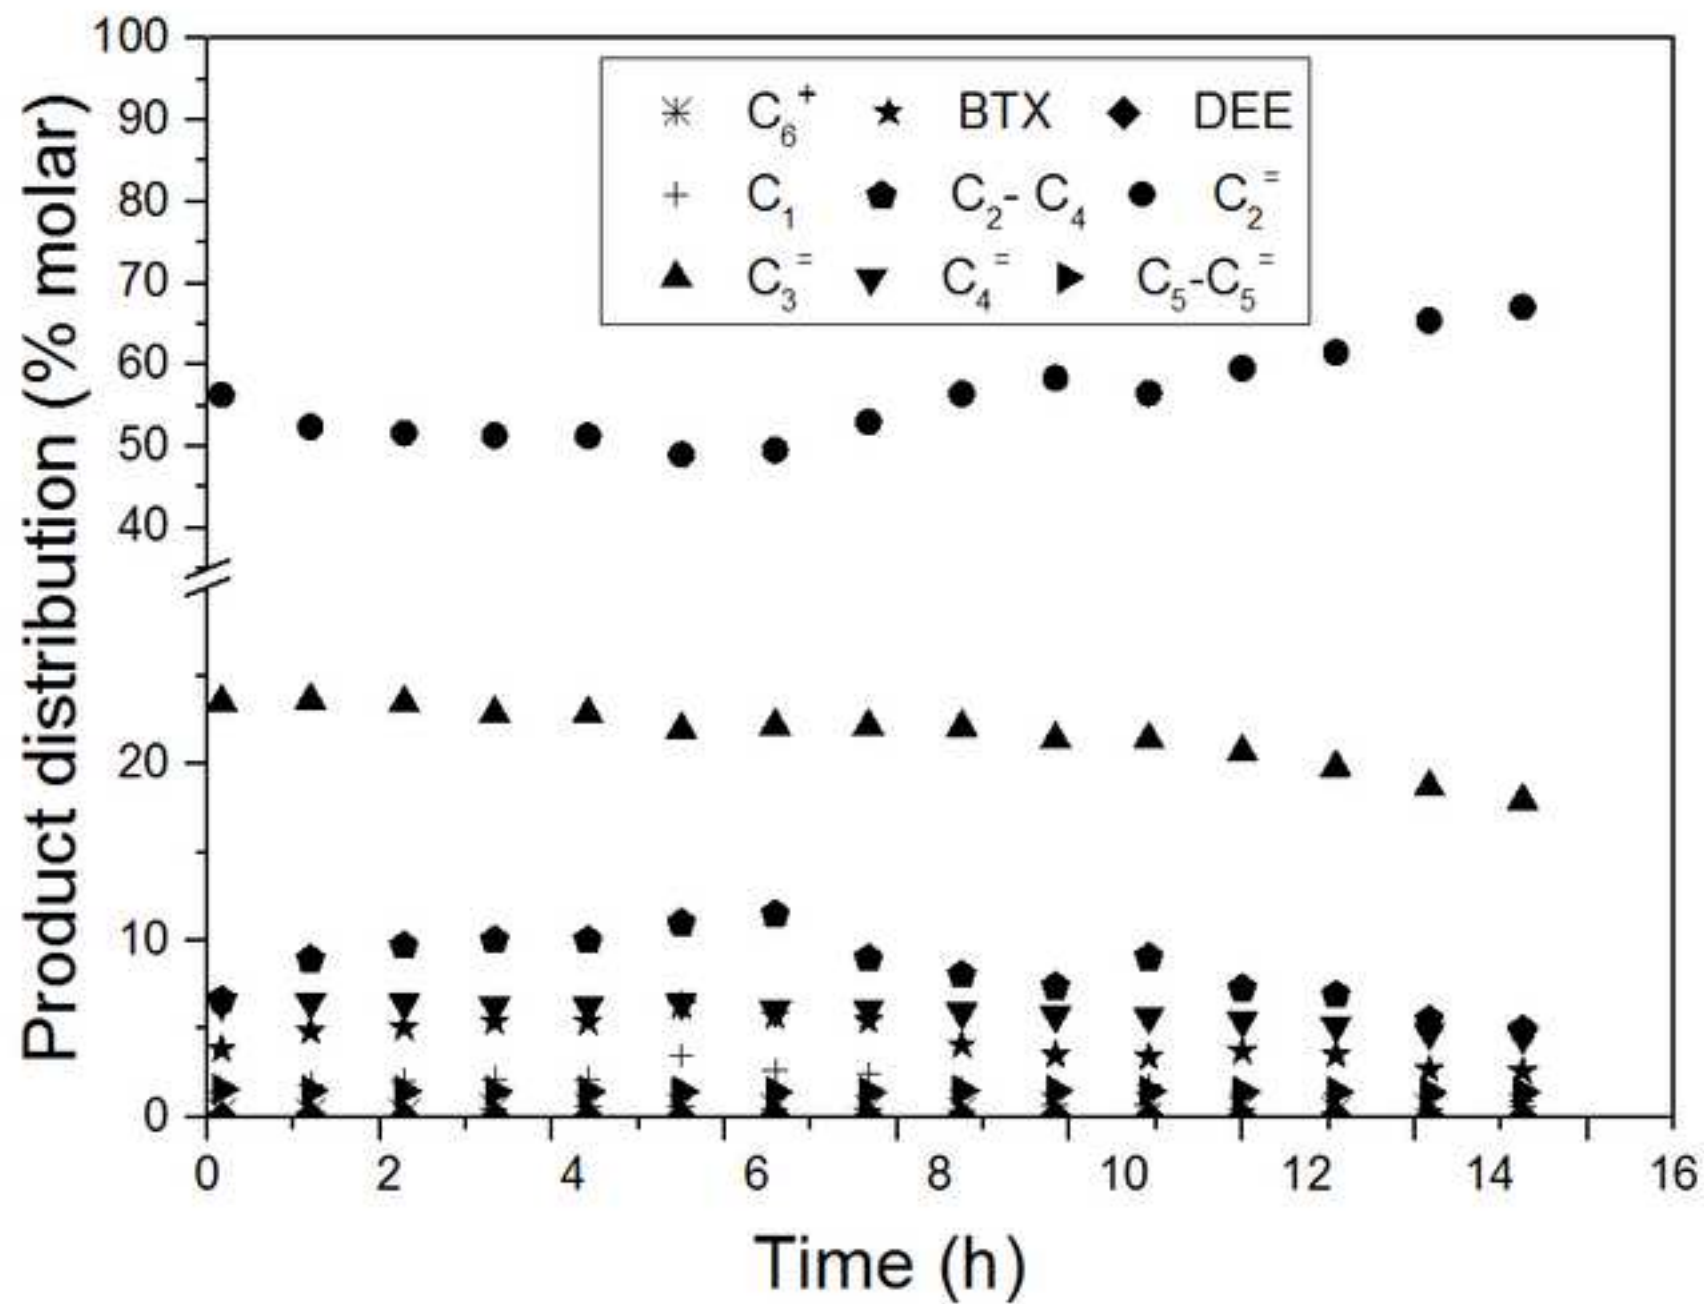 Product distribution (% molar)
100
90
80
70
60
50
40
20
10
0
C6+ BTX DEE
C1 C2- C4 C2=
C3= C4= C5-C5=
0 2 4 6 8 10 12 14 16
Time (h)